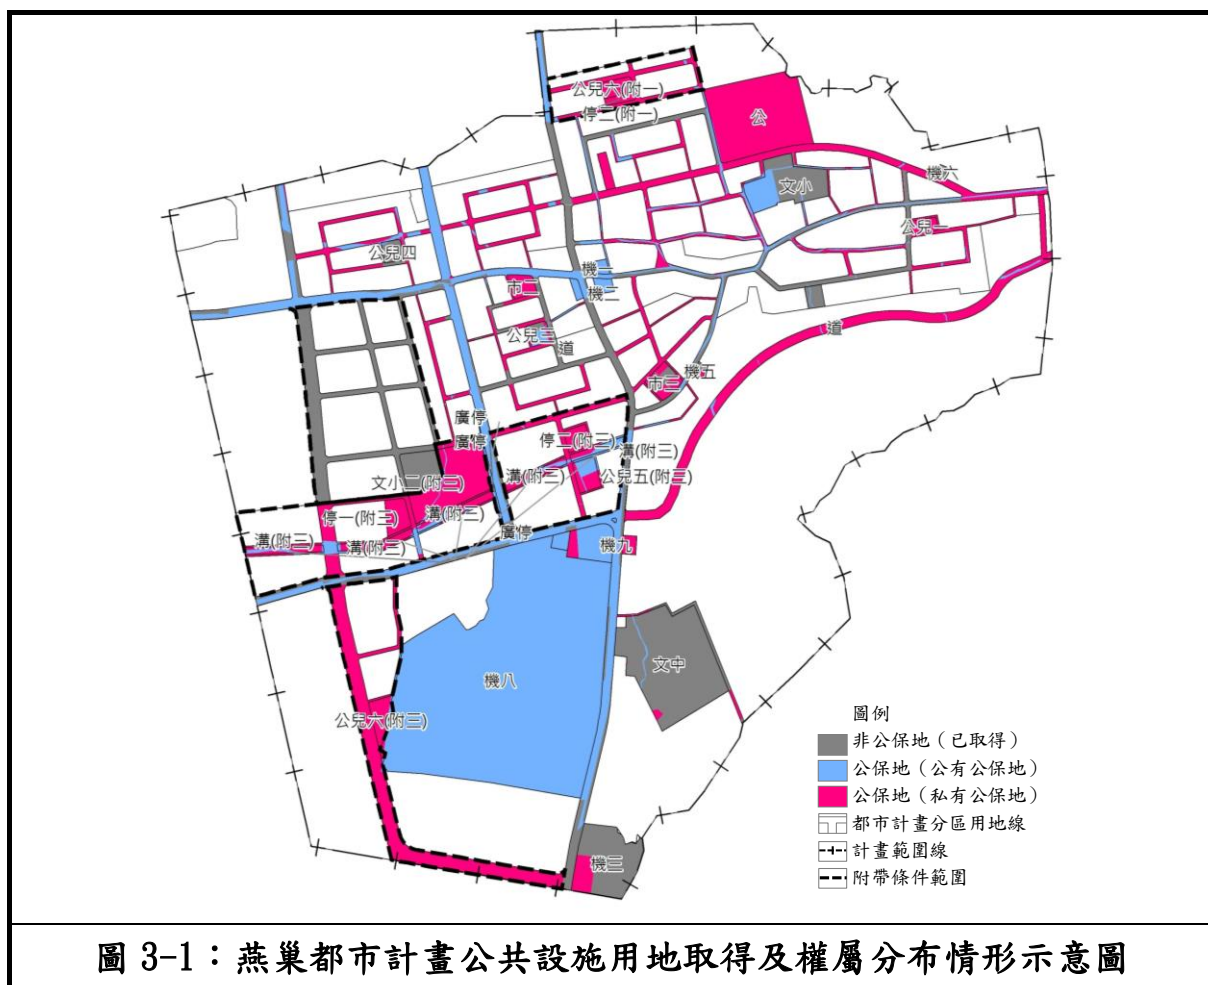 公兒六(附一)
停二(附一)
公
文小
機六
公兒一
公兒四
機一
機二
市二
公兒三
道
道
機五
市三
廣停
廣停
停二(附三)
溝(附三)
溝(附三)
公兒五(附三)
文小二(附三)
停一(附三)
溝(附二)
廣停
溝(附三)
溝(附三)
機九
機八
文中
公兒六(附三)
機三
圖例
非公保地（已取得）
公保地（公有公保地）
公保地（私有公保地）
都市計畫分區用地線
計畫範圍線
附帶條件範圍
圖 3-1：燕巢都市計畫公共設施用地取得及權屬分布情形示意圖